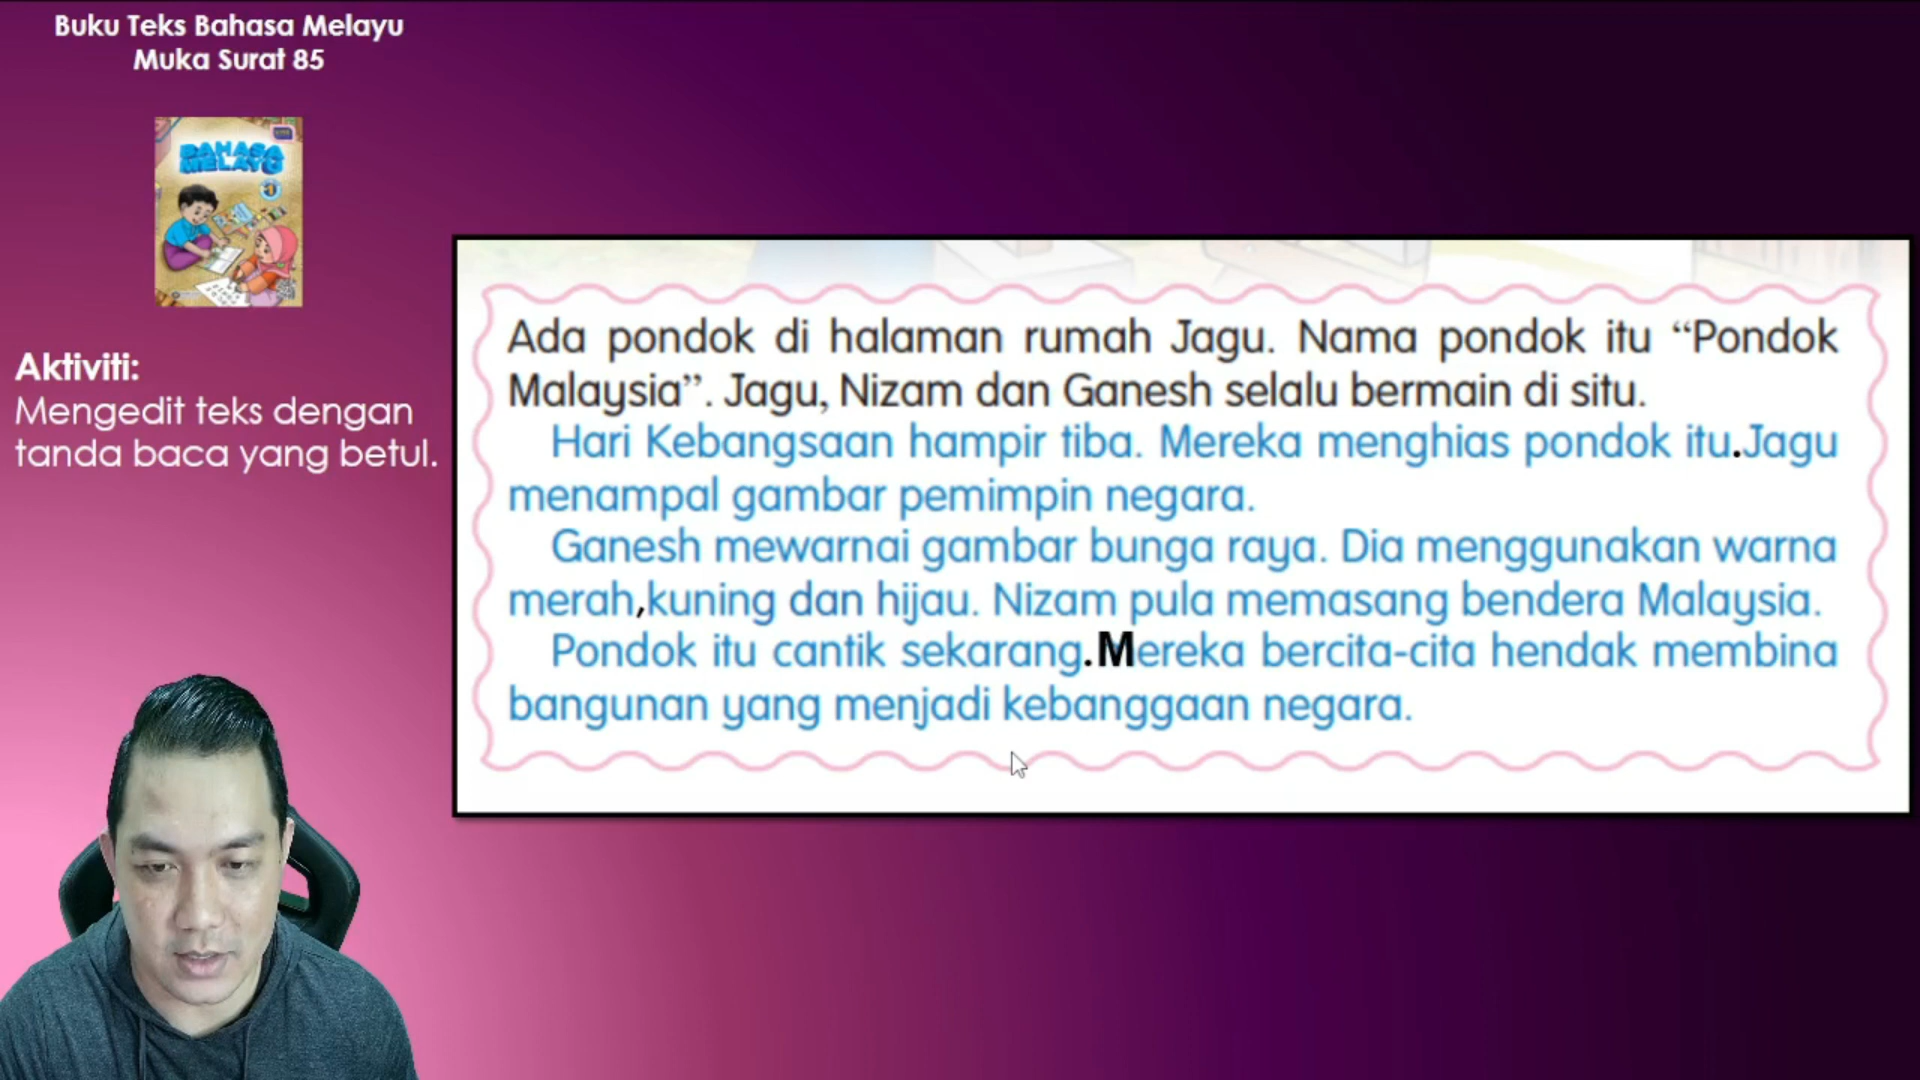 Buku Teks Bahasa Melayu
Muka Surat 85
BAHASA
MELAYU
Aktiviti:
Mengedit teks dengan
tanda baca yang betul.
Ada pondok di halaman rumah Jagu. Nama pondok itu “Pondok
Malaysia”. Jagu, Nizam dan Ganesh selalu bermain di situ.
Hari Kebangsaan hampir tiba. Mereka menghias pondok itu.Jagu
menampal gambar pemimpin negara.
Ganesh mewarnai gambar bunga raya. Dia menggunakan warna
merah,kuning dan hijau. Nizam pula memasang bendera Malaysia.
Pondok itu cantik sekarang.Mereka bercita-cita hendak membina
bangunan yang menjadi kebanggaan negara.